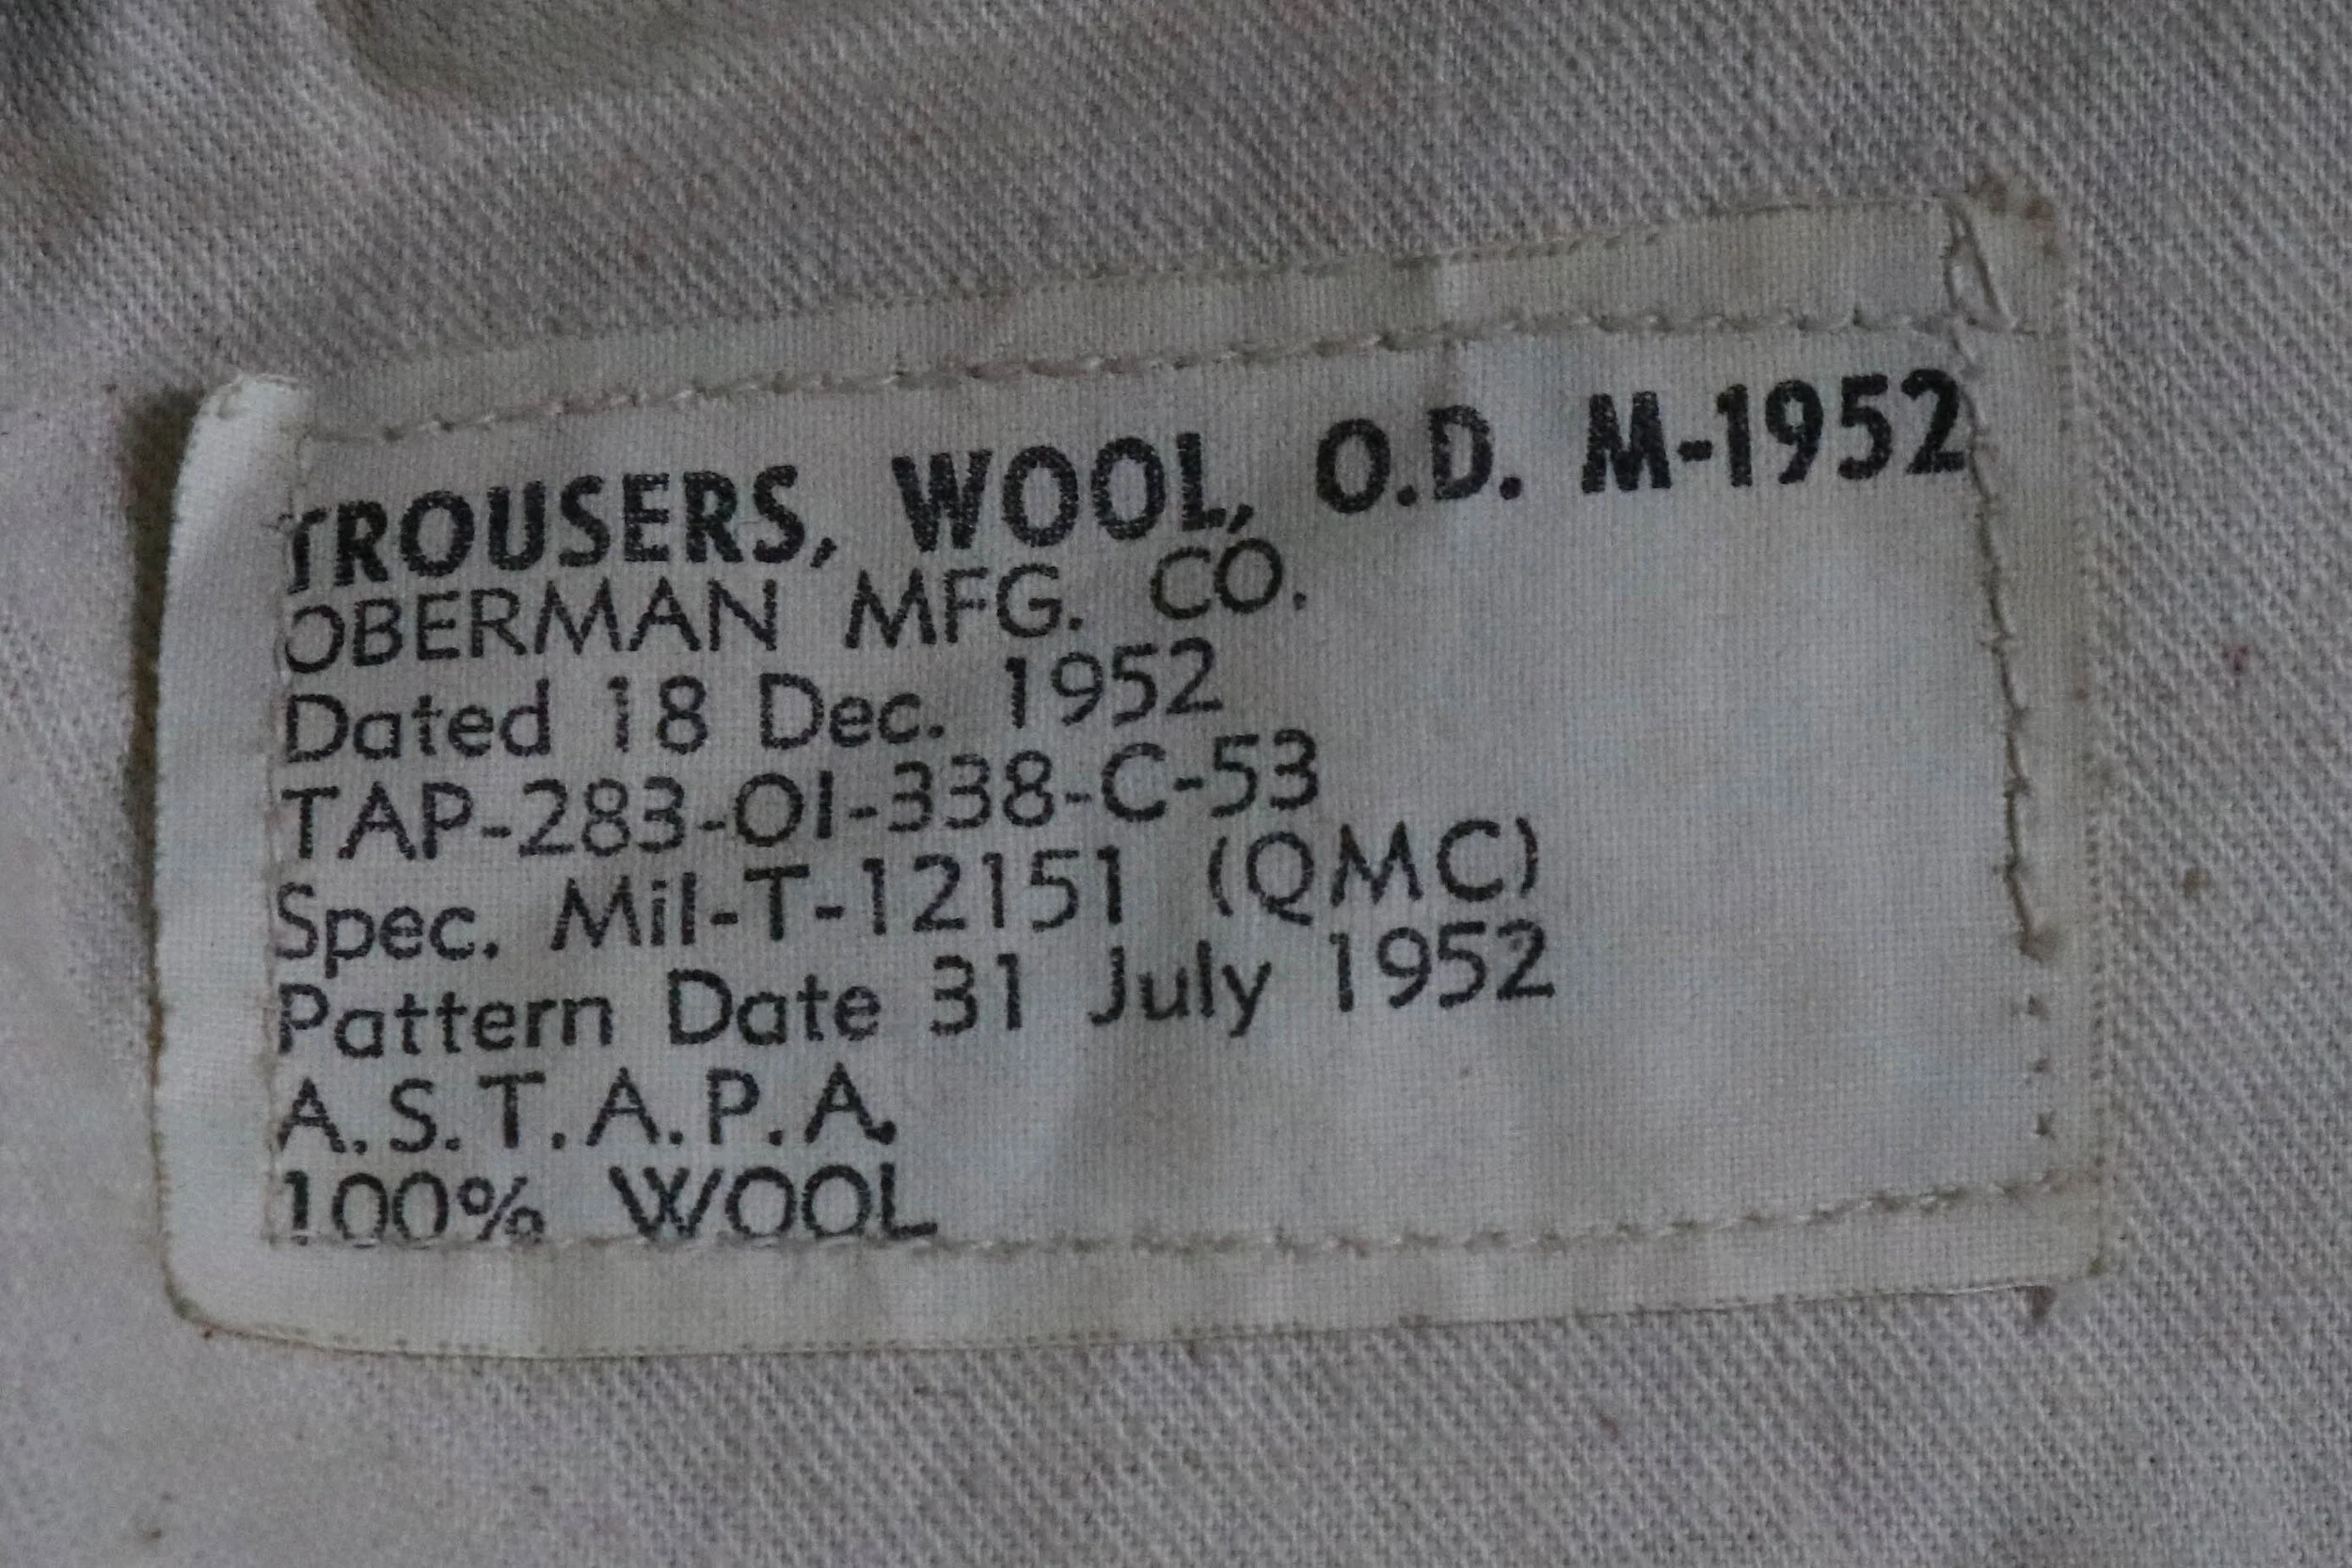 TROUSERS, WOOL, O.D. M-1952
OBERMAN MFG. CO.
Dated 18 Dec. 1952
TAP-283-OI-338-C-53
Spec. Mil-T-12151 (QMC)
Pattern Date 31 July 1952
A.S.T.A.P.A.
100% WOOL